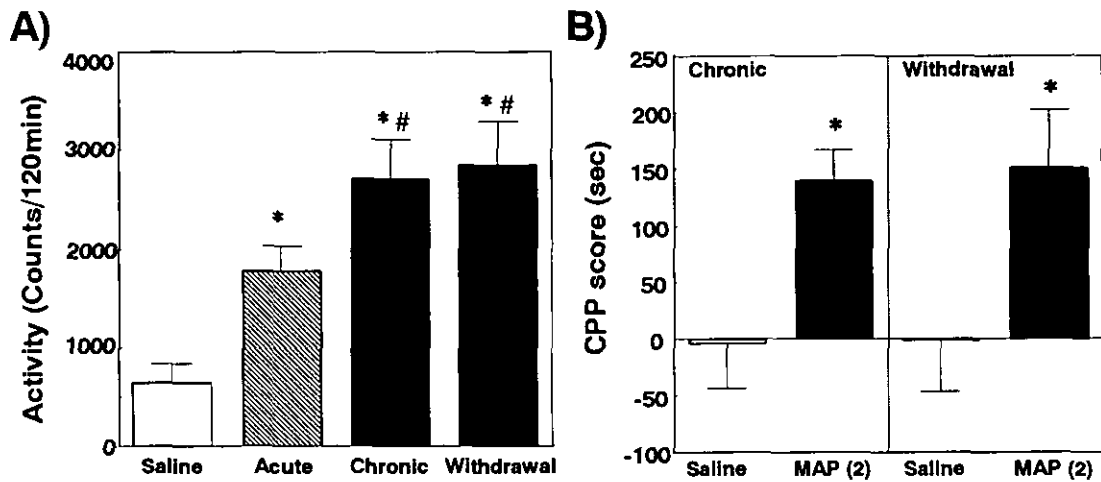 A)
Activity (Counts/120min)
4000
3000
2000
1000
0
*
* #
* #
Saline Acute Chronic Withdrawal
B)
CPP score (sec)
250
200
150
100
50
0
-50
-100
Chronic Withdrawal
*
*
Saline MAP (2) Saline MAP (2)